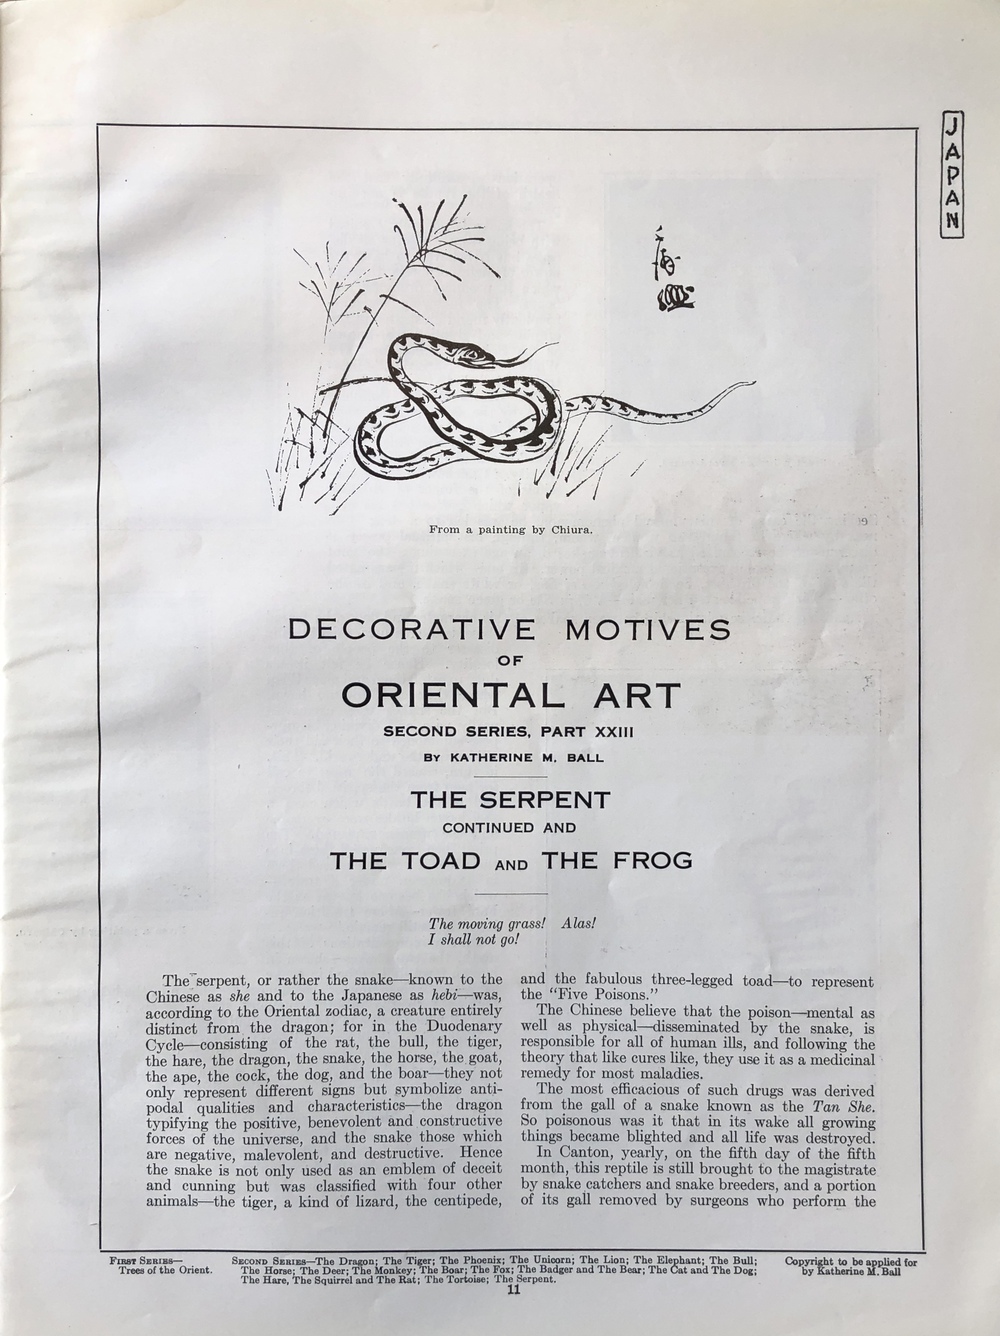 JAPAN
From a painting by Chiura.
DECORATIVE MOTIVES
OF
ORIENTAL ART
SECOND SERIES, PART XXIII
BY KATHERINE M. BALL
THE SERPENT
CONTINUED AND
THE TOAD AND THE FROG
The moving grass! Alas!
I shall not go!
The serpent, or rather the snake—known to the
Chinese as she and to the Japanese as hebi—was,
according to the Oriental zodiac, a creature entirely
distinct from the dragon; for in the Duodenary
Cycle—consisting of the rat, the bull, the tiger,
the hare, the dragon, the snake, the horse, the goat,
the ape, the cock, the dog, and the boar—they not
only represent different signs but symbolize anti-
podal qualities and characteristics—the dragon
typifying the positive, benevolent and constructive
forces of the universe, and the snake those which
are negative, malevolent, and destructive. Hence
the snake is not only used as an emblem of deceit
and cunning but was classified with four other
animals—the tiger, a kind of lizard, the centipede,
and the fabulous three-legged toad—to represent
the "Five Poisons."
The Chinese believe that the poison—mental as
well as physical—disseminated by the snake, is
responsible for all of human ills, and following the
theory that like cures like, they use it as a medicinal
remedy for most maladies.
The most efficacious of such drugs was derived
from the gall of a snake known as the Tan She.
So poisonous was it that in its wake all growing
things became blighted and all life was destroyed.
In Canton, yearly, on the fifth day of the fifth
month, this reptile is still brought to the magistrate
by snake catchers and snake breeders, and a portion
of its gall removed by surgeons who perform the
FIRST SERIES—
Trees of the Orient.
SECOND SERIES—The Dragon; The Tiger; The Phoenix; The Unicorn; The Lion; The Elephant; The Bull;
The Horse; The Deer; The Monkey; The Boar; The Fox; The Badger and The Bear; The Cat and The Dog;
The Hare, The Squirrel and The Rat; The Tortoise; The Serpent.
Copyright to be applied for
by Katherine M. Ball
11